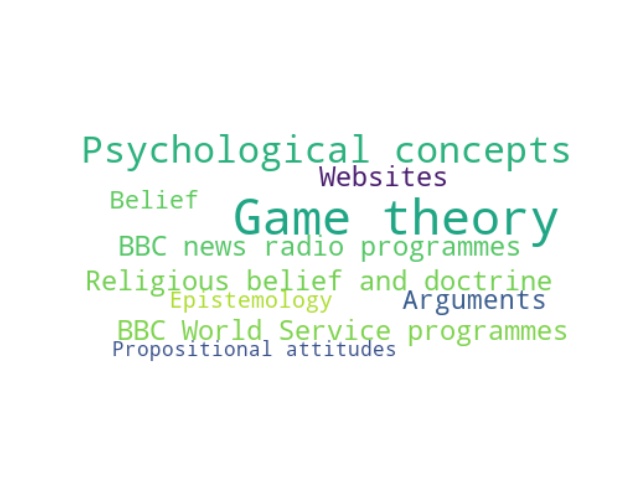 Psychological concepts
Websites
Belief
Game theory
BBC news radio programmes
Religious belief and doctrine
Epistemology
Arguments
BBC World Service programmes
Propositional attitudes